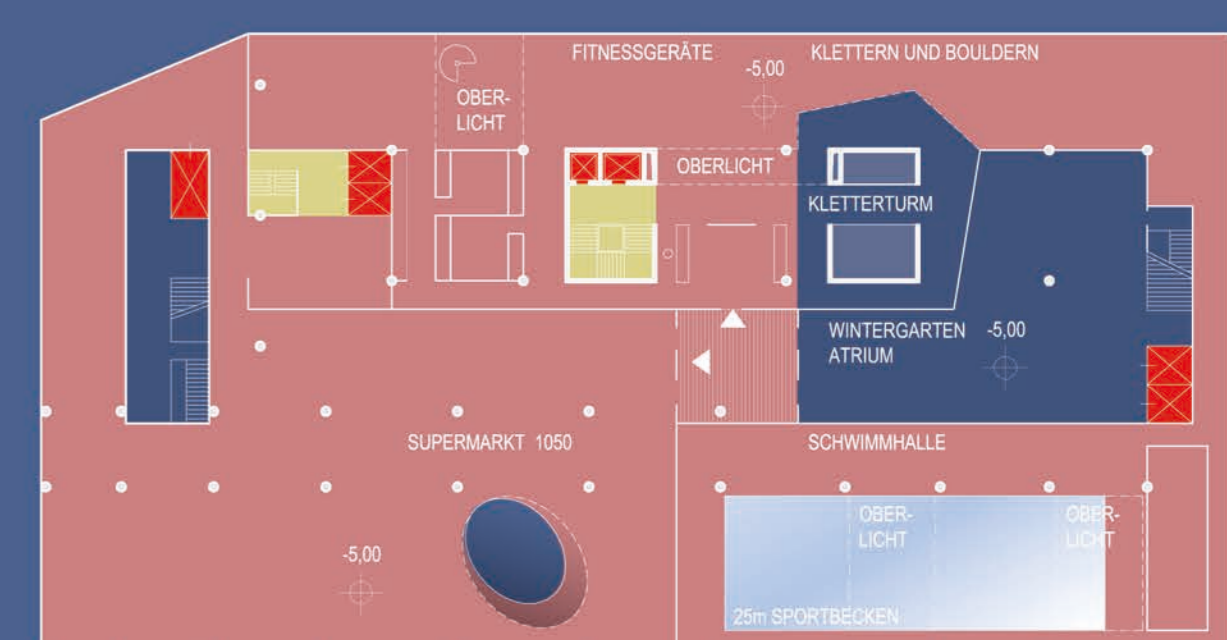 FITNESSGERÄTE
KLETTERN UND BOULDERN
-5,00
OBER-
LICHT
OBERLICHT
KLETTERTURM
WINTERGARTEN
ATRIUM
-5,00
SUPERMARKT 1050
SCHWIMMHALLE
OBER-
LICHT
OBER-
LICHT
-5,00
25m SPORTBECKEN